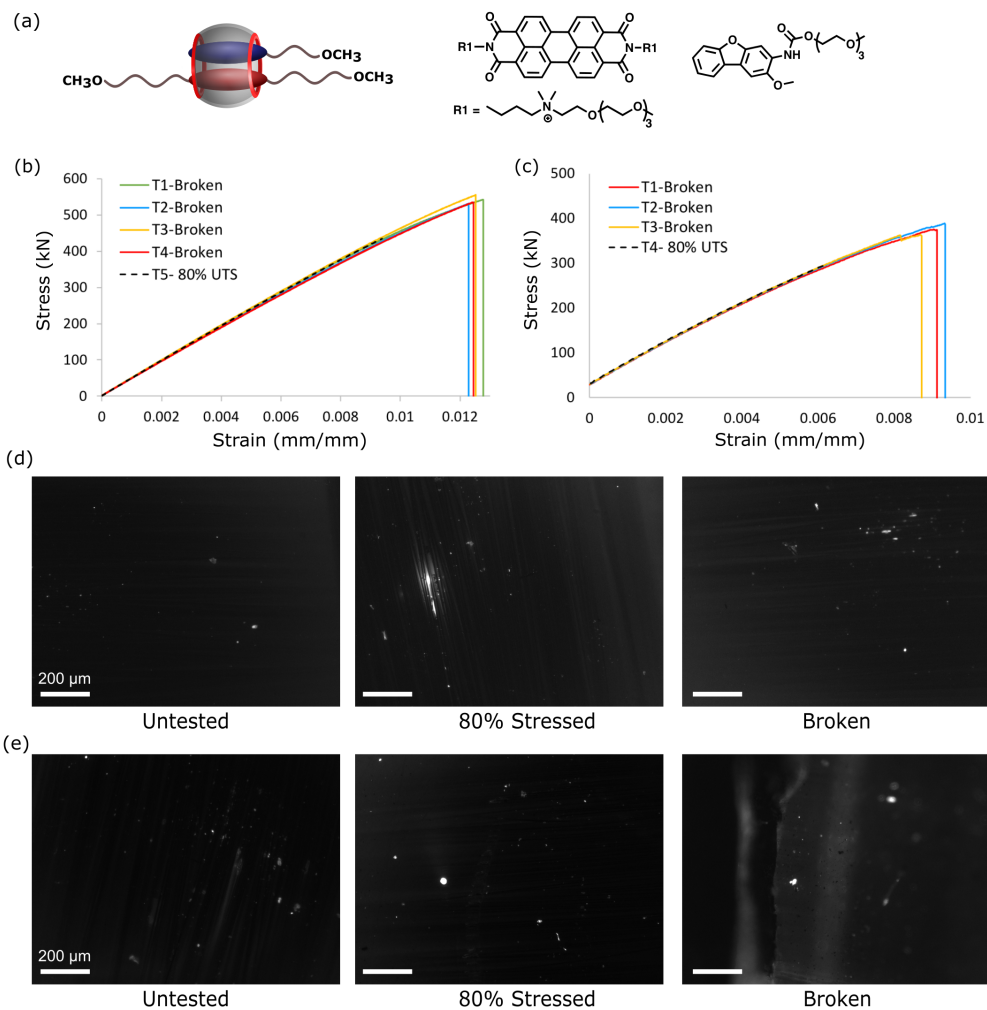 (a)
OCH3
CH3O
OCH3
O
O
R1-N
N-R1
O
O
R1 =
N
⊕
O
O
3
O
O
O
O
3
NH
O
(b)
Stress (kN)
600
500
400
300
200
100
0
T1-Broken
T2-Broken
T3-Broken
T4-Broken
T5- 80% UTS
0
0.002
0.004
0.006
0.008
0.01
0.012
Strain (mm/mm)
(c)
Stress (kN)
500
400
300
200
100
0
T1-Broken
T2-Broken
T3-Broken
T4- 80% UTS
0
0.002
0.004
0.006
0.008
0.01
Strain (mm/mm)
(d)
200 µm
Untested
80% Stressed
Broken
(e)
200 µm
Untested
80% Stressed
Broken